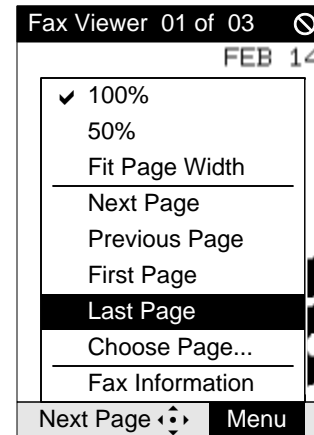 Fax Viewer 01 of 03
FEB 14
100%
50%
Fit Page Width
Next Page
Previous Page
First Page
Last Page
Choose Page...
Fax Information
Next Page Menu